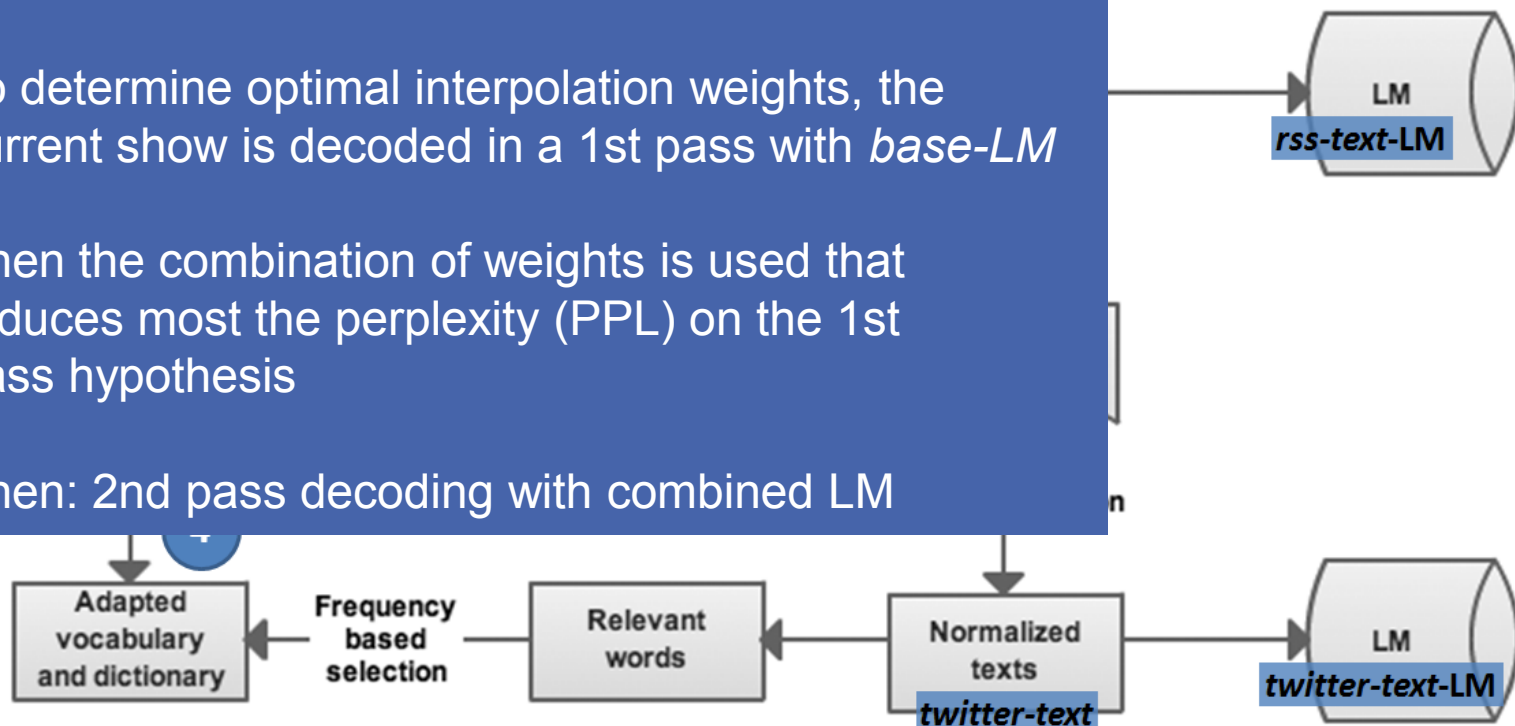 o determine optimal interpolation weights, the
urrent show is decoded in a 1st pass with base-LM
hen the combination of weights is used that
duces most the perplexity (PPL) on the 1st
ass hypothesis
hen: 2nd pass decoding with combined LM
LM
rss-text-LM
n
4
Adapted
vocabulary
and dictionary
Frequency
based
selection
Relevant
words
Normalized
texts
twitter-text
LM
twitter-text-LM